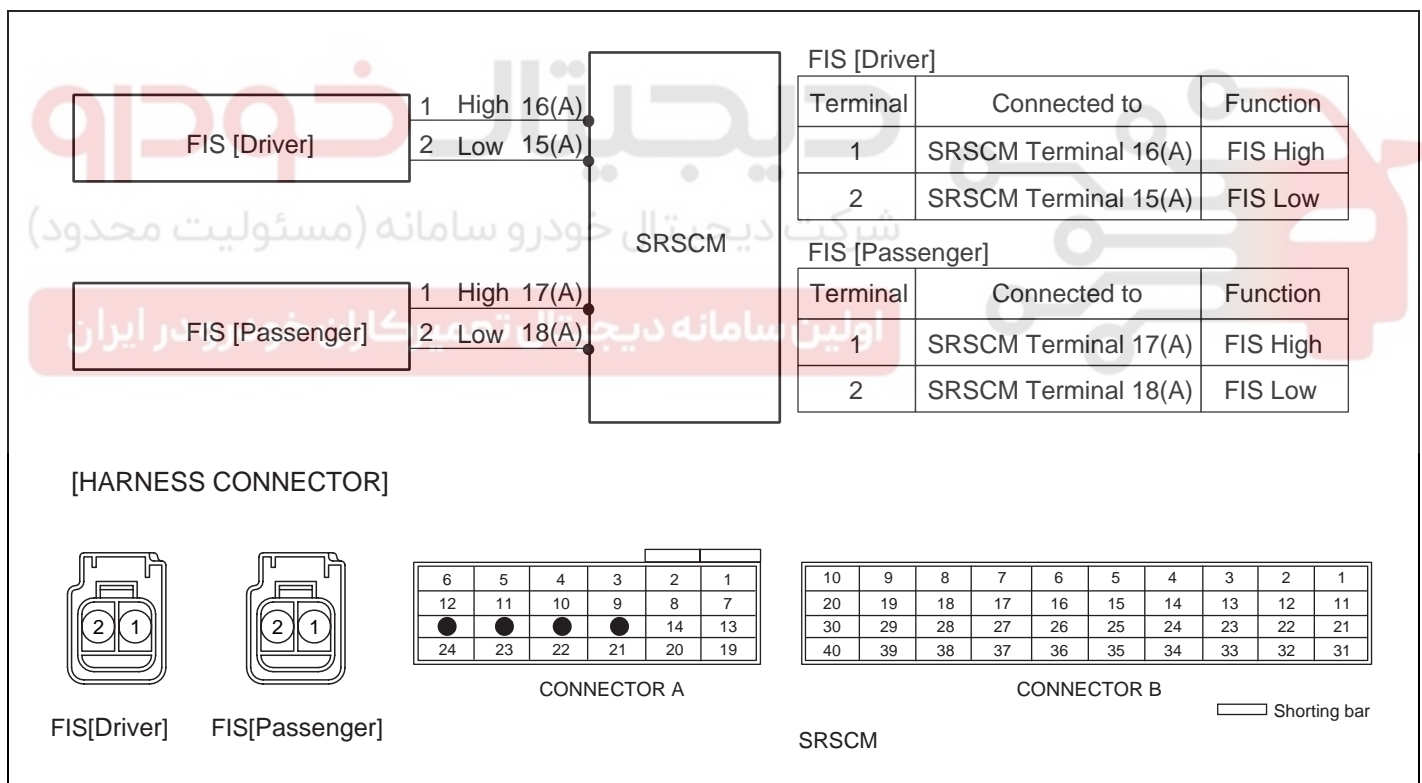 دیجیتال خودرو
شرکت دیجیتال خودرو سامانه (مسئولیت محدود)
اولین سامانه دیجیتال تعمیرکاران خودرو در ایران
FIS [Driver]
1 High 16(A)
2 Low 15(A)
FIS [Passenger]
1 High 17(A)
2 Low 18(A)
SRSCM
FIS [Driver]
Terminal Connected to Function
1 SRSCM Terminal 16(A) FIS High
2 SRSCM Terminal 15(A) FIS Low
FIS [Passenger]
Terminal Connected to Function
1 SRSCM Terminal 17(A) FIS High
2 SRSCM Terminal 18(A) FIS Low
[HARNESS CONNECTOR]
2 1
FIS[Driver]
2 1
FIS[Passenger]
6 5 4 3 2 1
12 11 10 9 8 7
14 13
24 23 22 21 20 19
CONNECTOR A
10 9 8 7 6 5 4 3 2 1
20 19 18 17 16 15 14 13 12 11
30 29 28 27 26 25 24 23 22 21
40 39 38 37 36 35 34 33 32 31
CONNECTOR B
Shorting bar
SRSCM